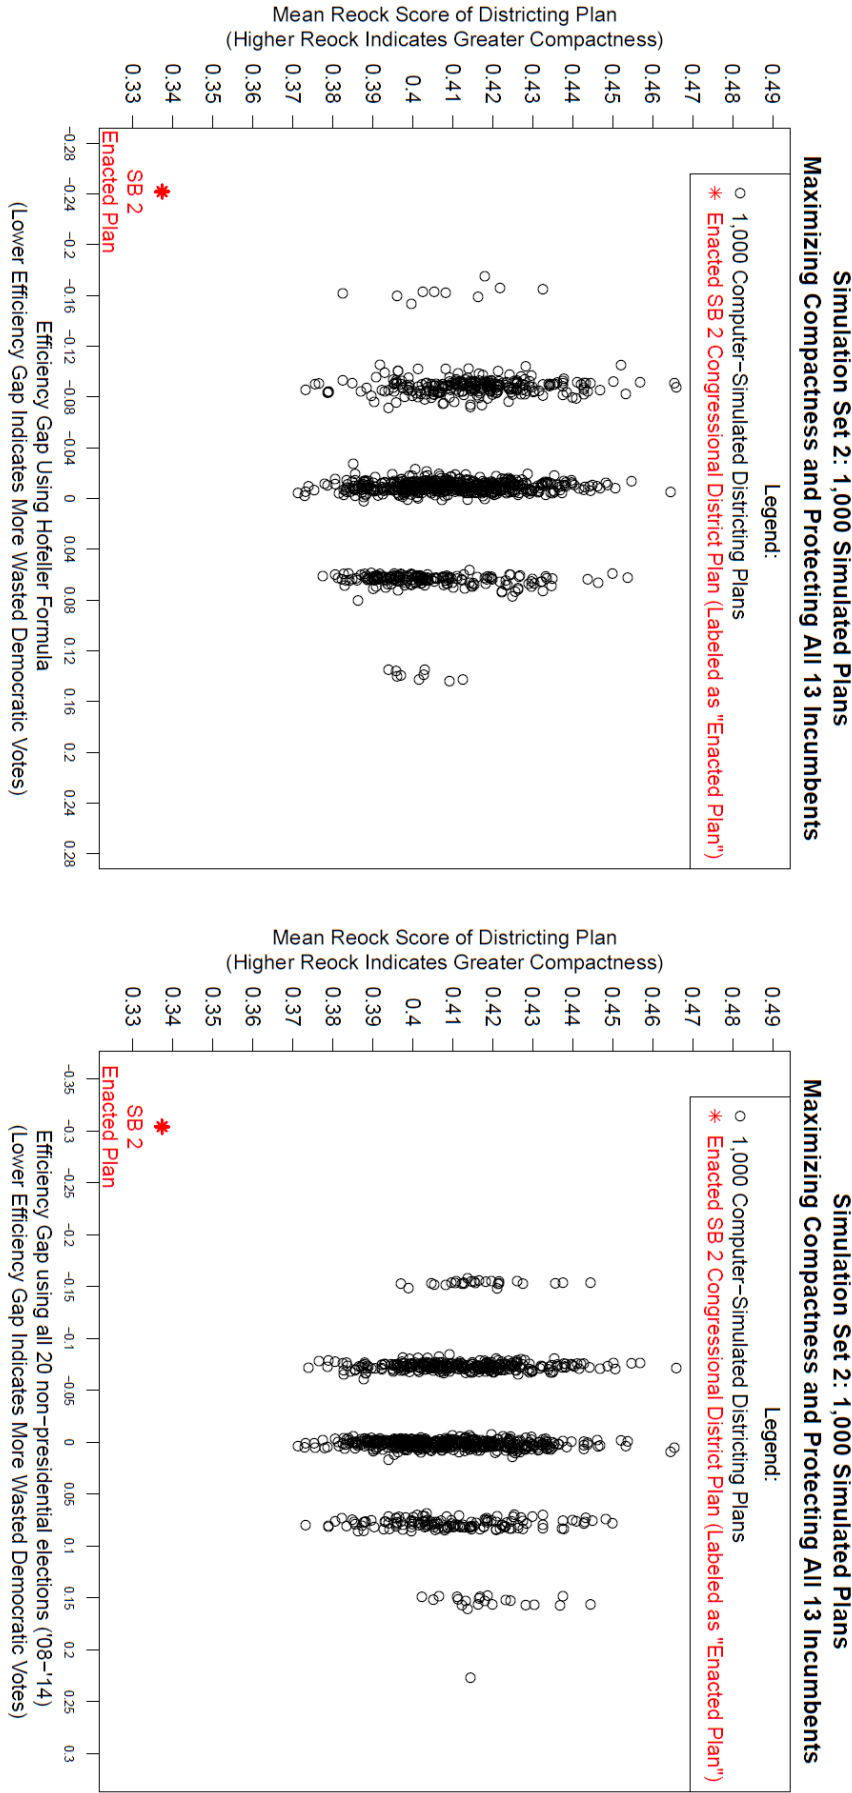 Simulation Set 2: 1,000 Simulated Plans
Maximizing Compactness and Protecting All 13 Incumbents
Legend:
1,000 Computer−Simulated Districting Plans
Enacted SB 2 Congressional District Plan (Labeled as "Enacted Plan")
Mean Reock Score of Districting Plan
(Higher Reock Indicates Greater Compactness)
0.49
0.48
0.47
0.46
0.45
0.44
0.43
0.42
0.41
0.4
0.39
0.38
0.37
0.36
0.35
0.34
0.33
SB 2
Enacted Plan
−0.28 −0.24 −0.2 −0.16 −0.12 −0.08 −0.04 0 0.04 0.08 0.12 0.16 0.2 0.24 0.28
Efficiency Gap Using Hofeller Formula
(Lower Efficiency Gap Indicates More Wasted Democratic Votes)
Simulation Set 2: 1,000 Simulated Plans
Maximizing Compactness and Protecting All 13 Incumbents
Legend:
1,000 Computer−Simulated Districting Plans
Enacted SB 2 Congressional District Plan (Labeled as "Enacted Plan")
Mean Reock Score of Districting Plan
(Higher Reock Indicates Greater Compactness)
0.49
0.48
0.47
0.46
0.45
0.44
0.43
0.42
0.41
0.4
0.39
0.38
0.37
0.36
0.35
0.34
0.33
SB 2
Enacted Plan
−0.35 −0.3 −0.25 −0.2 −0.15 −0.1 −0.05 0 0.05 0.1 0.15 0.2 0.25 0.3
Efficiency Gap using all 20 non−presidential elections ('08−'14)
(Lower Efficiency Gap Indicates More Wasted Democratic Votes)